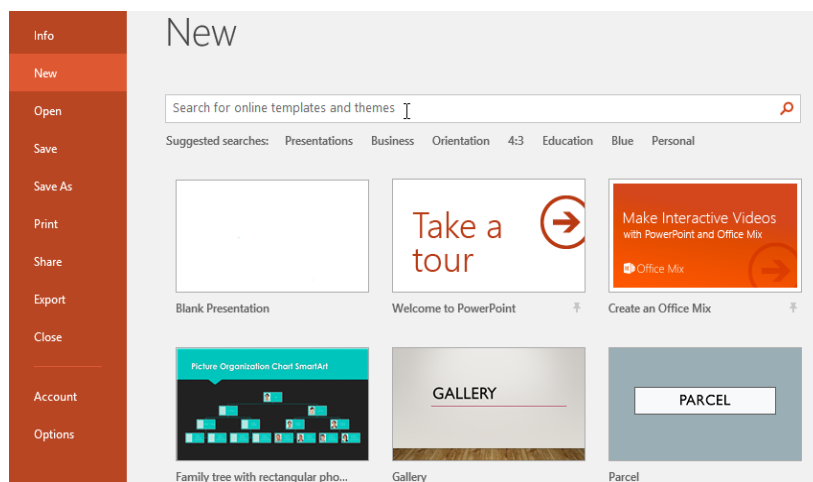 Info
New
Open
Save
Save As
Print
Share
Export
Close
Account
Options
New
Search for online templates and themes
Suggested searches: Presentations Business Orientation 4:3 Education Blue Personal
Blank Presentation
Take a
tour
Welcome to PowerPoint
Make Interactive Videos
with PowerPoint and Office Mix
Office Mix
Create an Office Mix
Picture Organization Chart SmartArt
Family tree with rectangular pho...
GALLERY
Gallery
PARCEL
Parcel